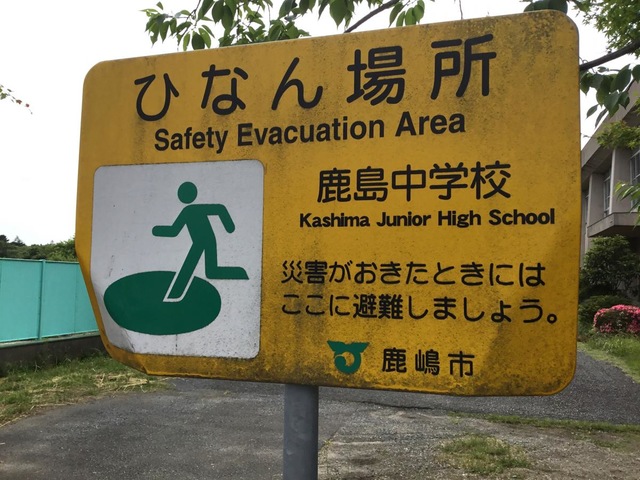 ひなん場所
Safety Evacuation Area
鹿島中学校
Kashima Junior High School
災害がおきたときには
ここに避難しましょう。
鹿嶋市